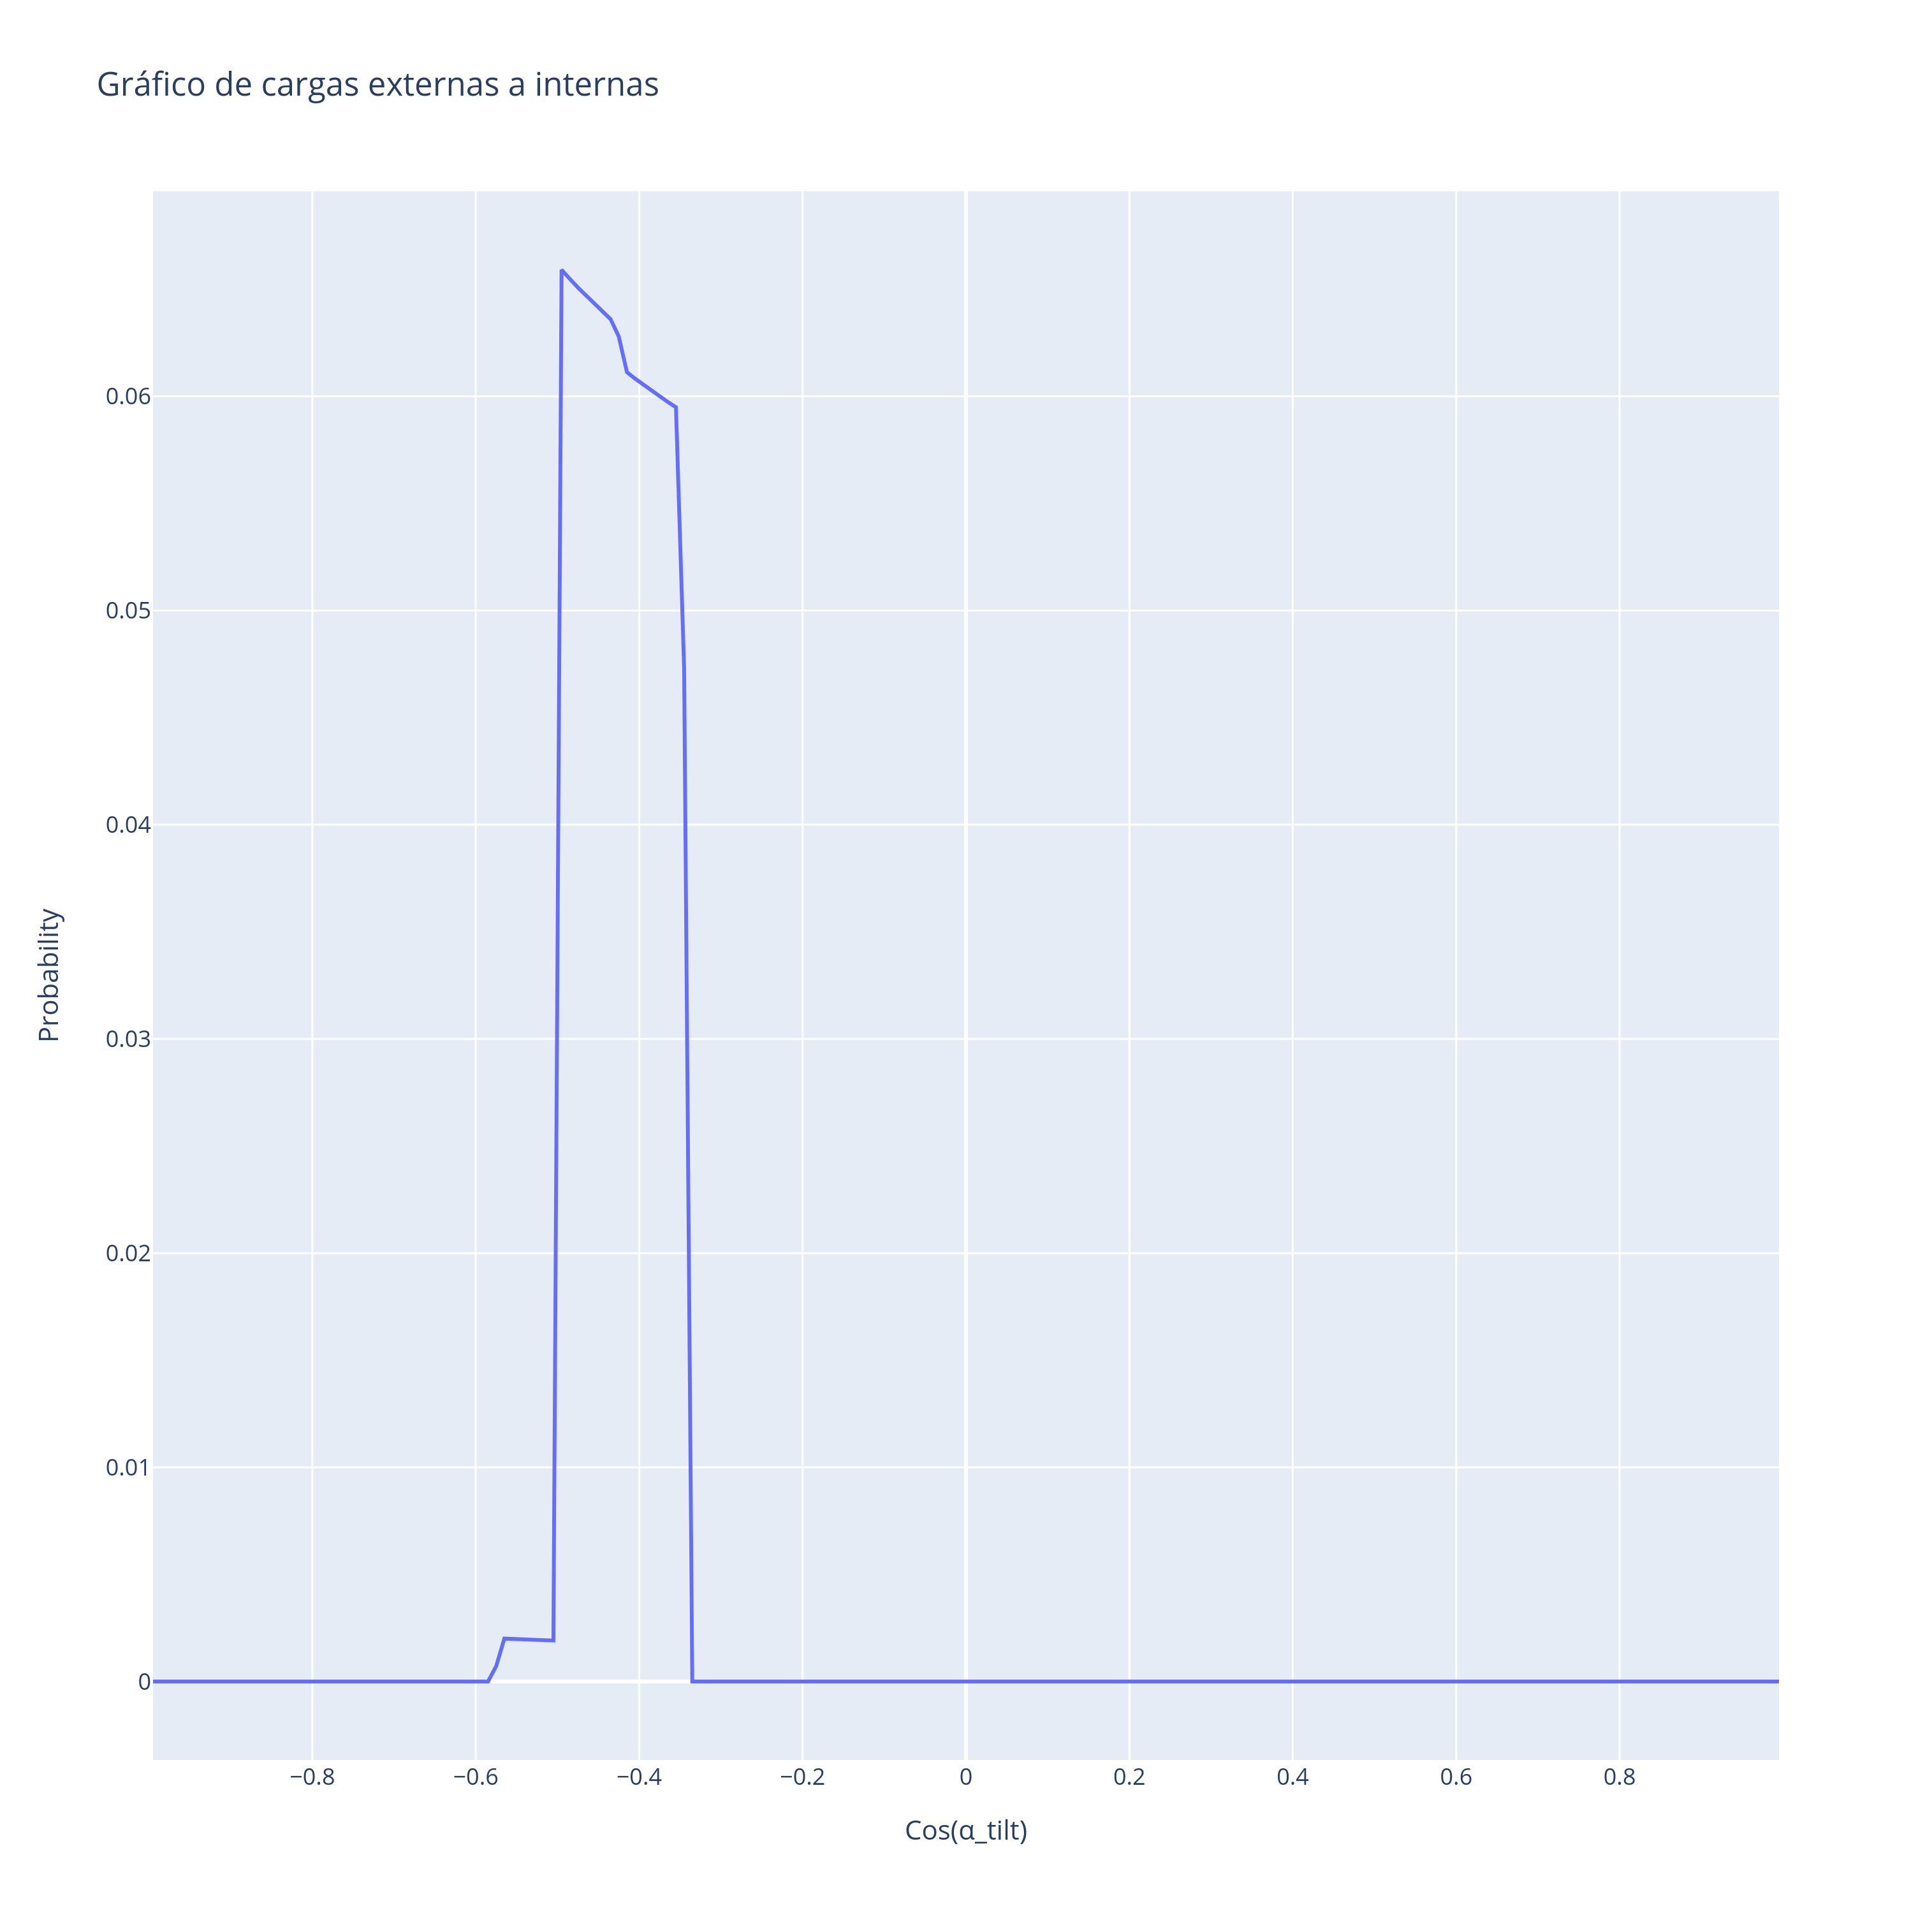 Gráfico de cargas externas a internas
0.06
0.05
0.04
0.03
0.02
0.01
0
Probability
−0.8 −0.6 −0.4 −0.2 0 0.2 0.4 0.6 0.8
Cos(α_tilt)